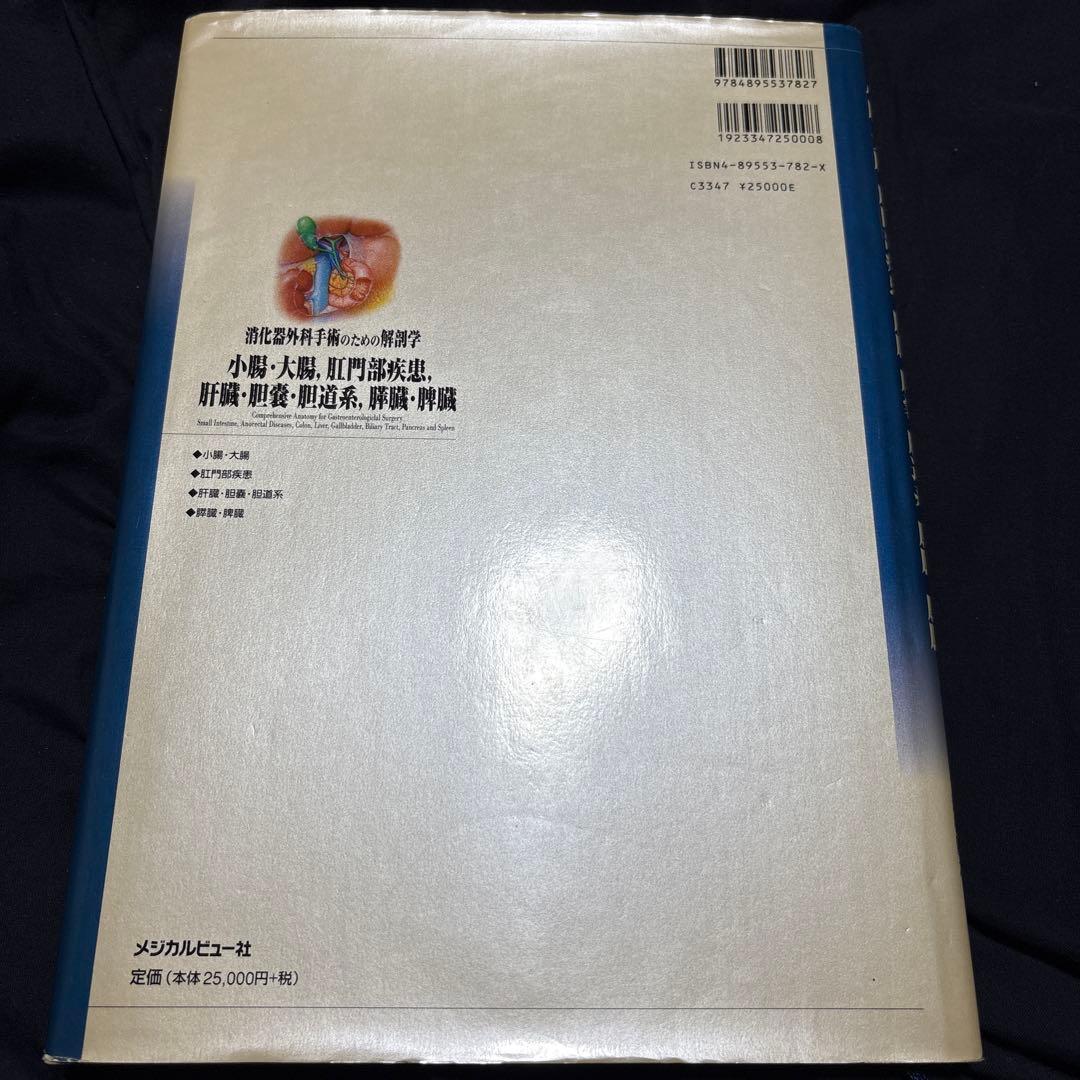 9784895537827
1923347250008
ISBN4-89553-782-X
C3347 ¥25000E
消化器外科手術のための解剖学
小腸・大腸, 肛門部疾患,
肝臓・胆嚢・胆道系, 膵臓・脾臓
Comprehensive Anatomy for Gastroenterologiclal Surgery
Small Intestine, Anorectal Diseases, Colon, Liver, Gallbladder, Biliary Tract, Pancreas and Spleen
◆小腸・大腸
◆肛門部疾患
◆肝臓・胆嚢・胆道系
◆膵臓・脾臓
メジカルビュー社
定価（本体25,000円+税）